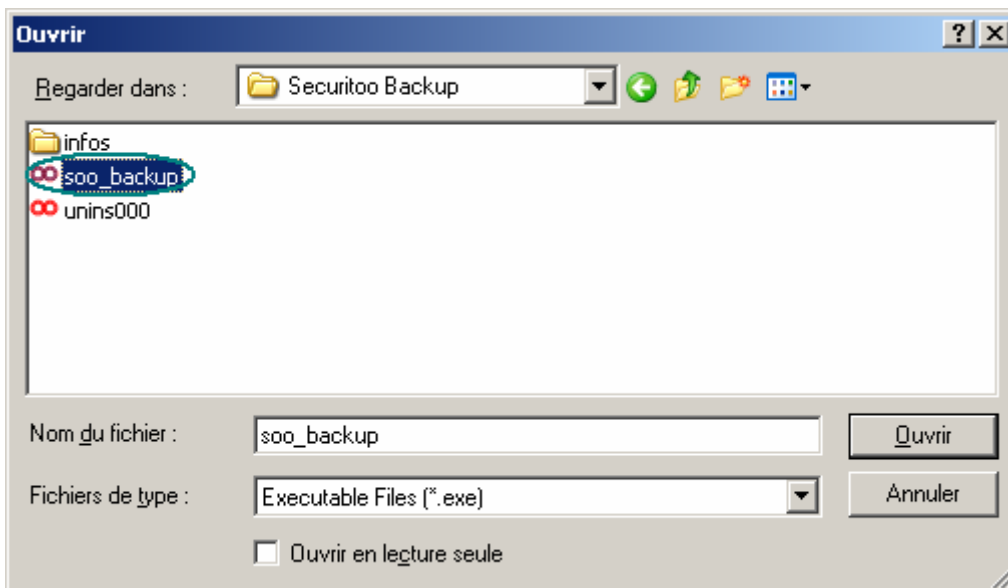 Ouvrir
Regarder dans :
Securitoo Backup
infos
soo_backup
unins000
Nom du fichier :
soo_backup
Ouvrir
Fichiers de type :
Executable Files (*.exe)
Annuler
Ouvrir en lecture seule